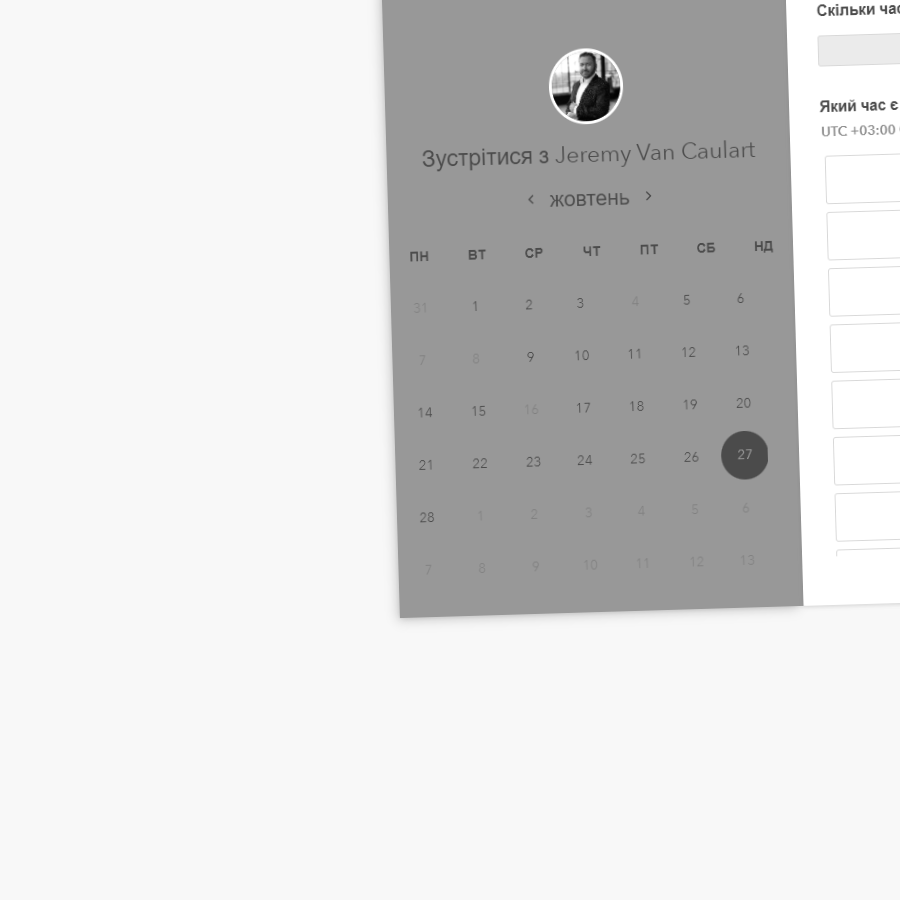 Скільки час
Який час є
UTC +03:00
Зустрітися з Jeremy Van Caulart
< жовтень >
ПН ВТ СР ЧТ ПТ СБ НД
31 1 2 3 4 5 6
7 8 9 10 11 12 13
14 15 16 17 18 19 20
21 22 23 24 25 26 27
28 1 2 3 4 5 6
7 8 9 10 11 12 13